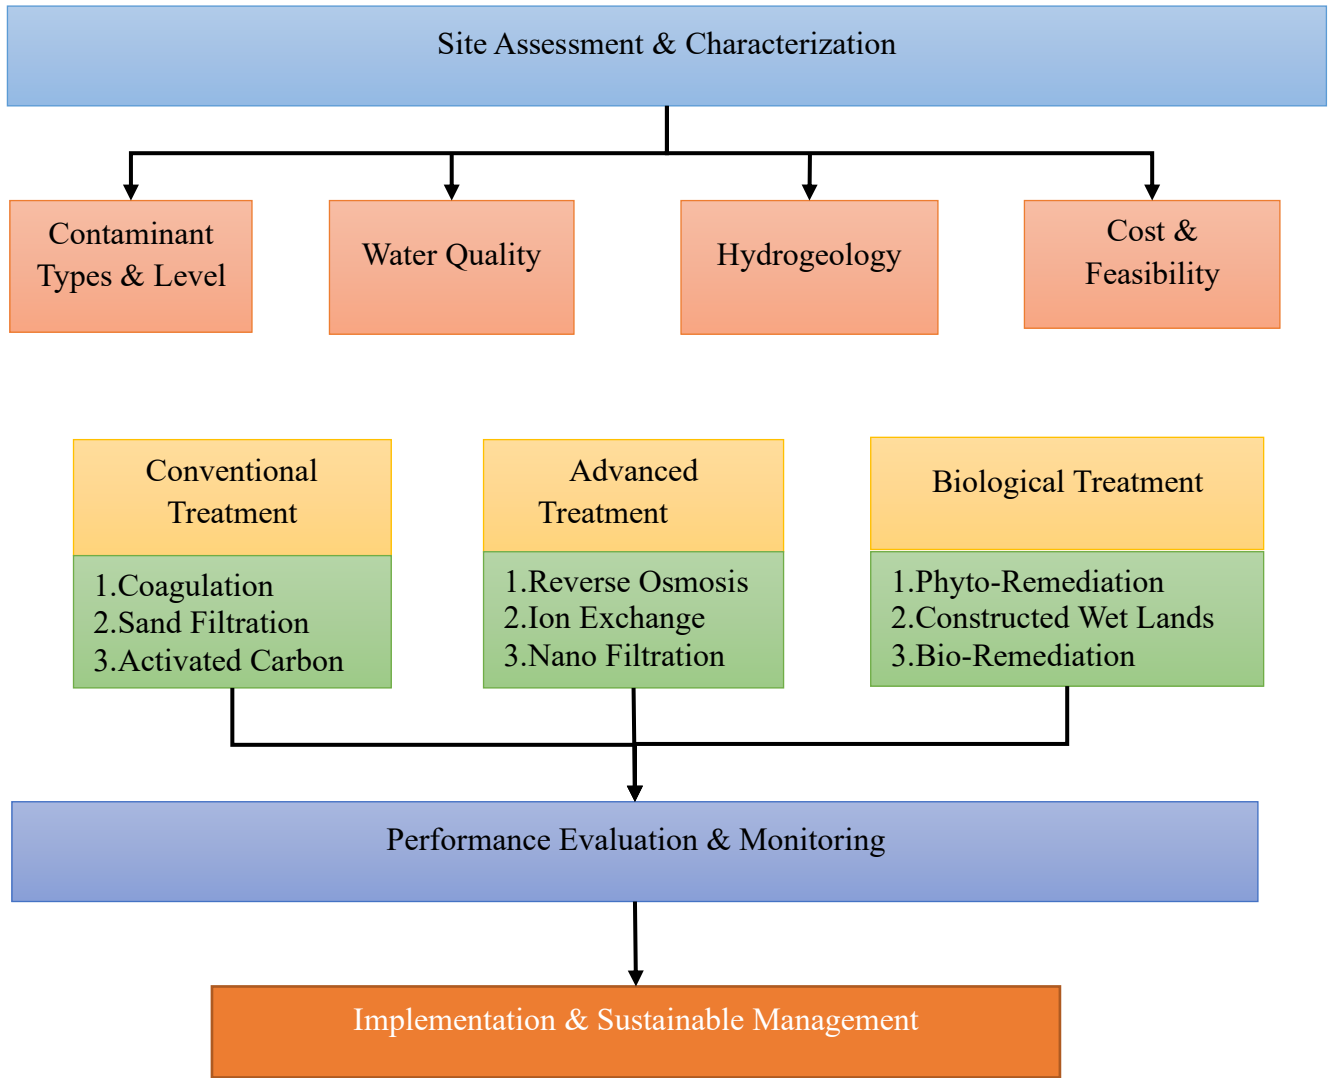 Site Assessment & Characterization
Contaminant
Types & Level
Water Quality
Hydrogeology
Cost &
Feasibility
Conventional
Treatment
1.Coagulation
2.Sand Filtration
3.Activated Carbon
Advanced
Treatment
1.Reverse Osmosis
2.Ion Exchange
3.Nano Filtration
Biological Treatment
1.Phyto-Remediation
2.Constructed Wet Lands
3.Bio-Remediation
Performance Evaluation & Monitoring
Implementation & Sustainable Management